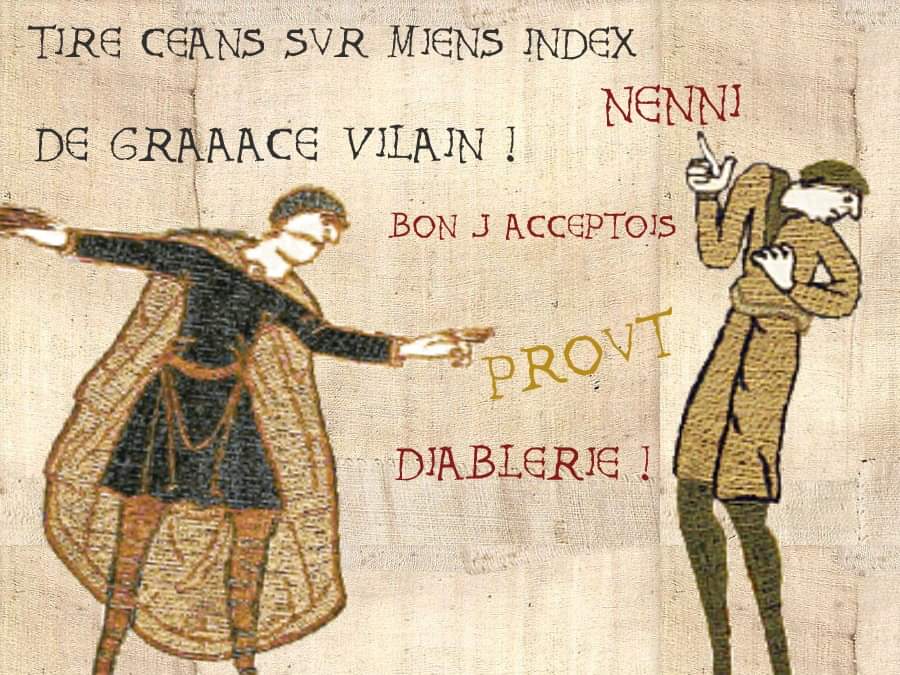 TIRE CEANS SVR MIENS INDEX
NENNI
DE GRAAACE VILAIN !
BON J ACCEPTOIS
PROVT
DIABLERIE !